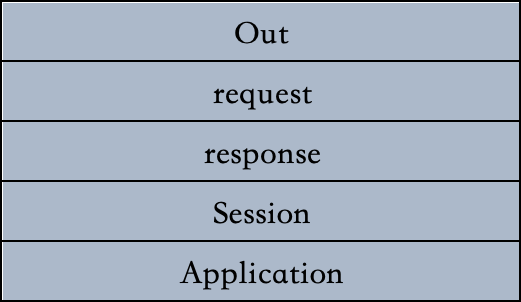 Out
request
response
Session
Application